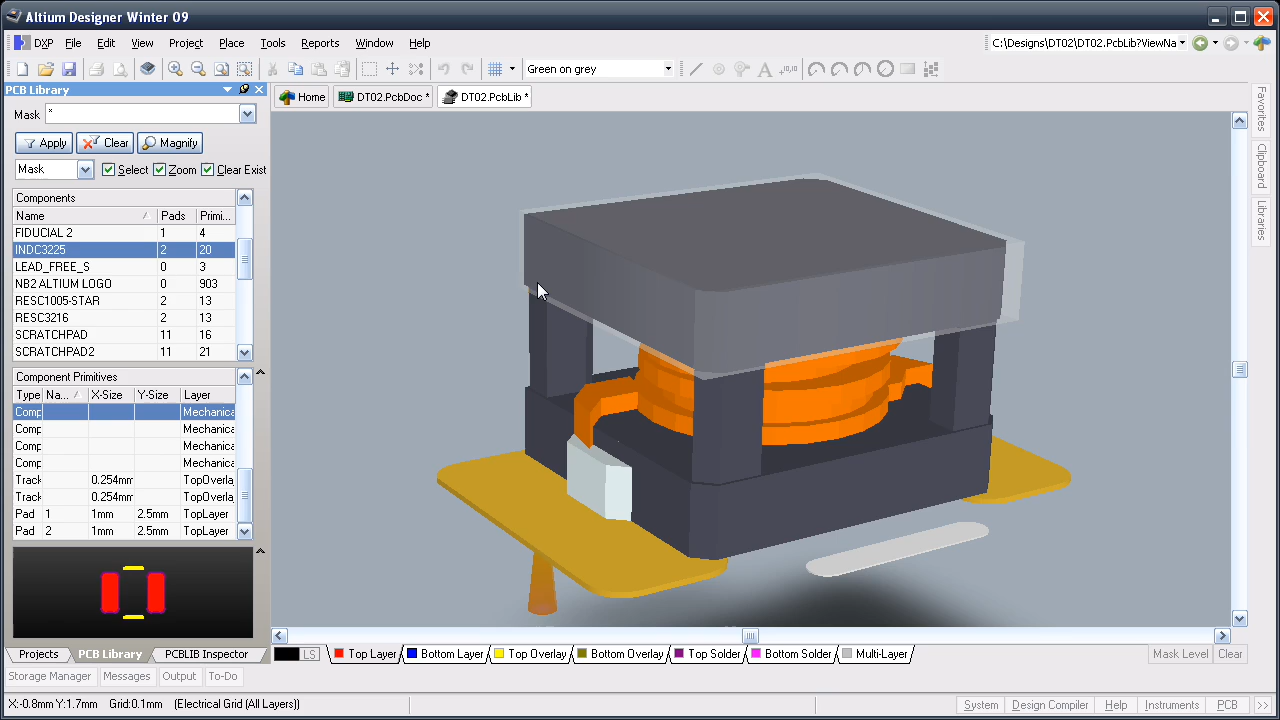 Altium Designer Winter 09
DXP File Edit View Project Place Tools Reports Window Help
C:\Designs\DT02\DT02.PcbLib?ViewNa
Green on grey
PCB Library
Home DT02.PcbDoc * DT02.PcbLib *
Mask *
Apply Clear Magnify
Mask Select Zoom Clear Exist
Components
Name Pads Primi...
FIDUCIAL 2 1 4
INDC3225 2 20
LEAD_FREE_S 0 3
NB2 ALTIUM LOGO 0 903
RESC1005-STAR 2 13
RESC3216 2 13
SCRATCHPAD 11 16
SCRATCHPAD2 11 21
Component Primitives
Type Na... X-Size Y-Size Layer
Comp Mechanica
Comp Mechanica
Comp Mechanica
Comp Mechanica
Track 0.254mm TopOverla
Track 0.254mm TopOverla
Pad 1 1mm 2.5mm TopLayer
Pad 2 1mm 2.5mm TopLayer
Favorites
Clipboard
Libraries
Projects PCB Library PCBLIB Inspector
LS Top Layer Bottom Layer Top Overlay Bottom Overlay Top Solder Bottom Solder Multi-Layer Mask Level Clear
Storage Manager Messages Output To-Do
X:-0.8mm Y:1.7mm Grid:0.1mm (Electrical Grid (All Layers)) System Design Compiler Help Instruments PCB >>